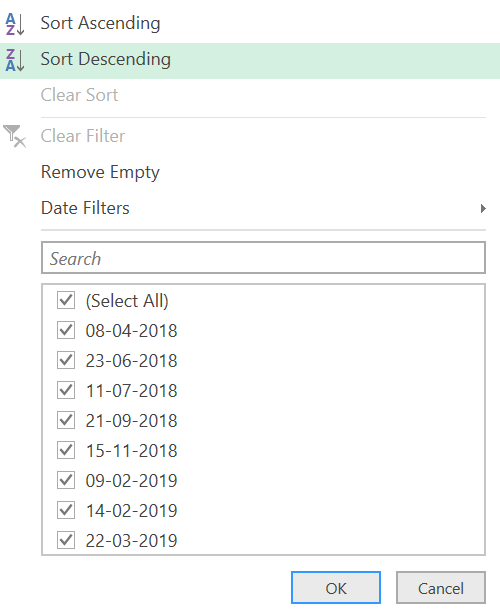 Sort Ascending
Sort Descending
Clear Sort
Clear Filter
Remove Empty
Date Filters
Search
(Select All)
08-04-2018
23-06-2018
11-07-2018
21-09-2018
15-11-2018
09-02-2019
14-02-2019
22-03-2019
OK Cancel